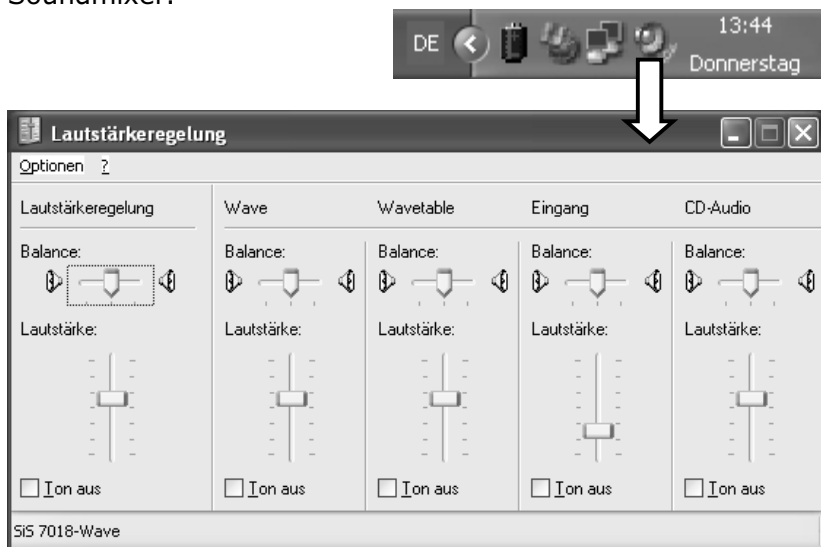 Soundmixer:
DE 13:44
Donnerstag
Lautstärkeregelung
Optionen ?
Lautstärkeregelung Wave Wavetable Eingang CD-Audio
Balance: Balance: Balance: Balance: Balance:
Lautstärke: Lautstärke: Lautstärke: Lautstärke: Lautstärke:
Ton aus Ton aus Ton aus Ton aus Ton aus
SiS 7018-Wave